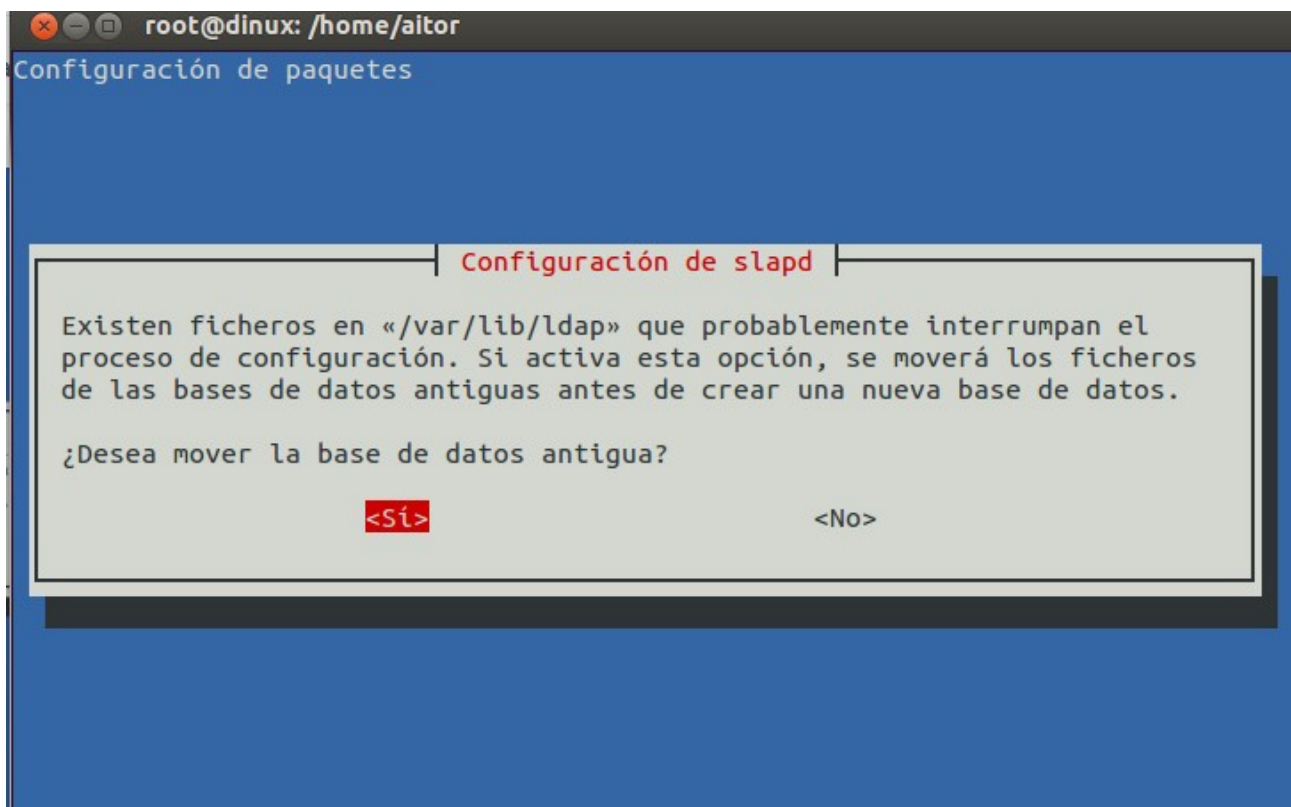 root@dinux: /home/aitor
Configuración de paquetes
Configuración de slapd
Existen ficheros en «/var/lib/ldap» que probablemente interrumpan el
proceso de configuración. Si activa esta opción, se moverá los ficheros
de las bases de datos antiguas antes de crear una nueva base de datos.
¿Desea mover la base de datos antigua?
<Sí> <No>